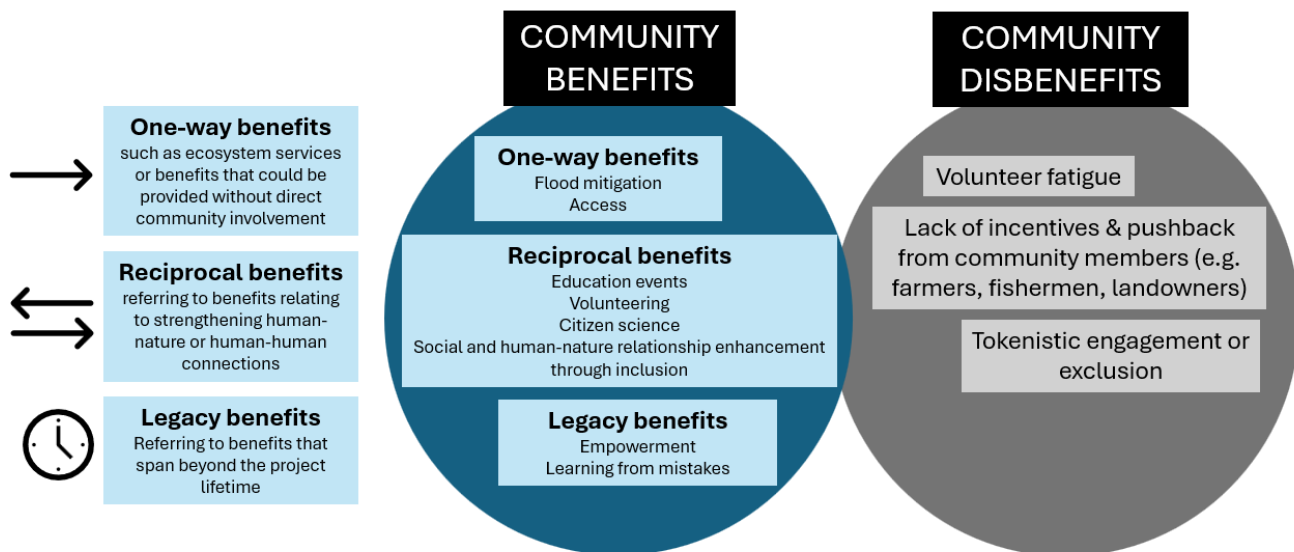 One-way benefits
such as ecosystem services
or benefits that could be
provided without direct
community involvement
Reciprocal benefits
referring to benefits relating
to strengthening human-
nature or human-human
connections
Legacy benefits
Referring to benefits that
span beyond the project
lifetime
COMMUNITY
BENEFITS
One-way benefits
Flood mitigation
Access
Reciprocal benefits
Education events
Volunteering
Citizen science
Social and human-nature relationship enhancement
through inclusion
Legacy benefits
Empowerment
Learning from mistakes
COMMUNITY
DISBENEFITS
Volunteer fatigue
Lack of incentives & pushback
from community members (e.g.
farmers, fishermen, landowners)
Tokenistic engagement or
exclusion